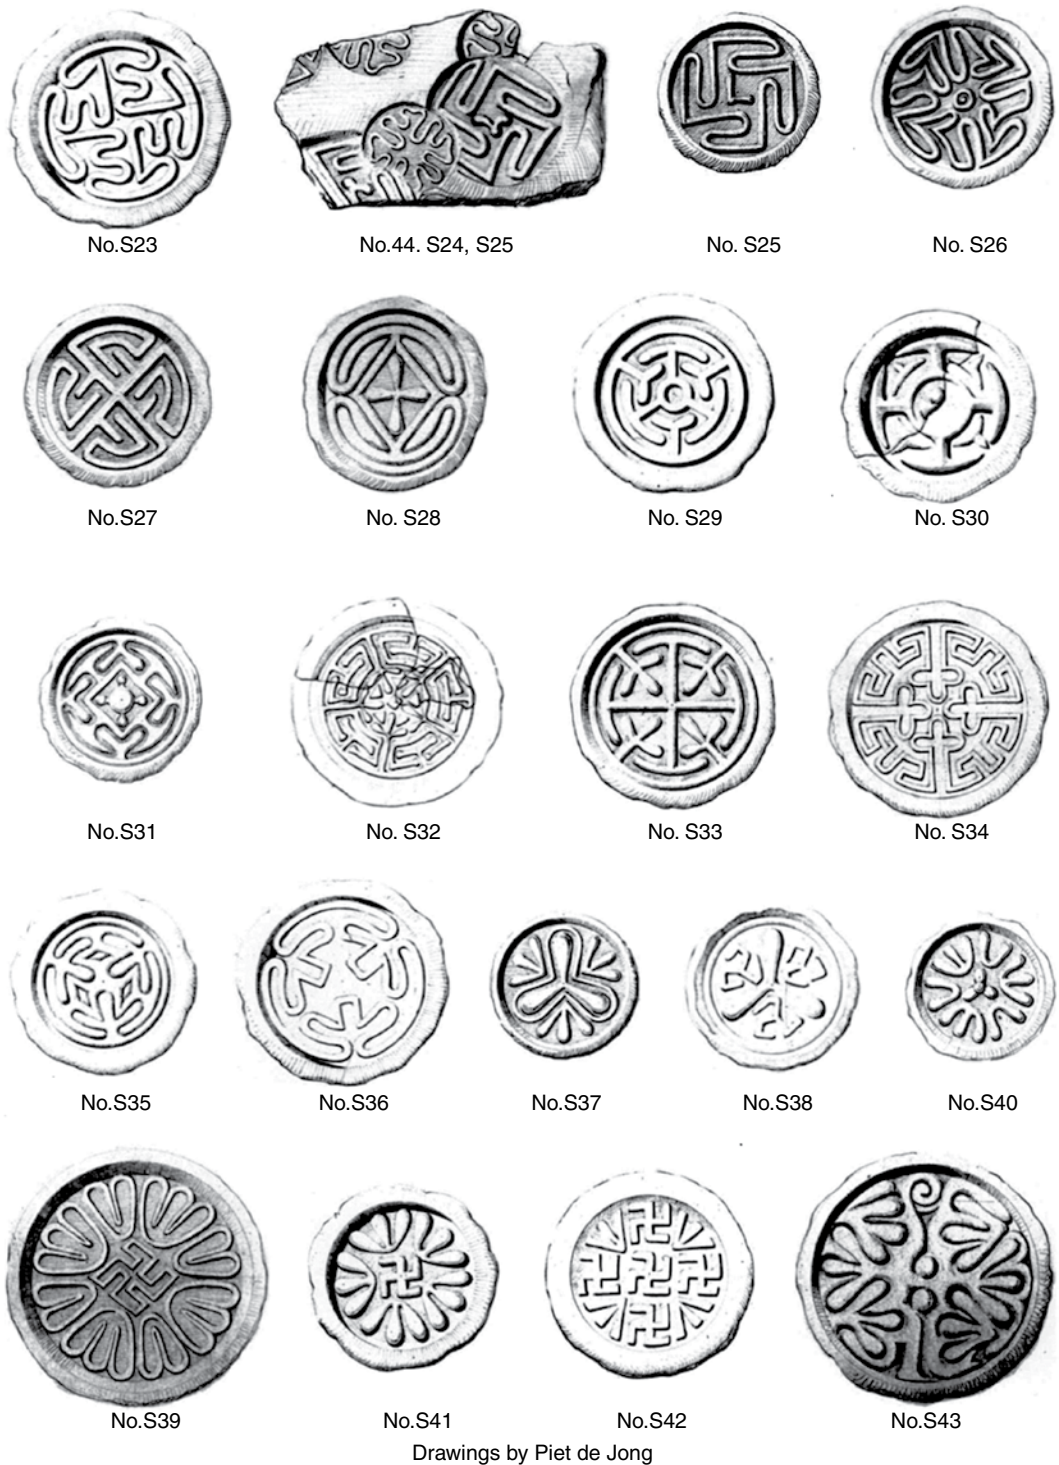 No.S23
No.44. S24, S25
No. S25
No. S26
No.S27
No. S28
No. S29
No. S30
No.S31
No. S32
No. S33
No. S34
No.S35
No.S36
No.S37
No.S38
No.S40
No.S39
No.S41
No.S42
No.S43
Drawings by Piet de Jong